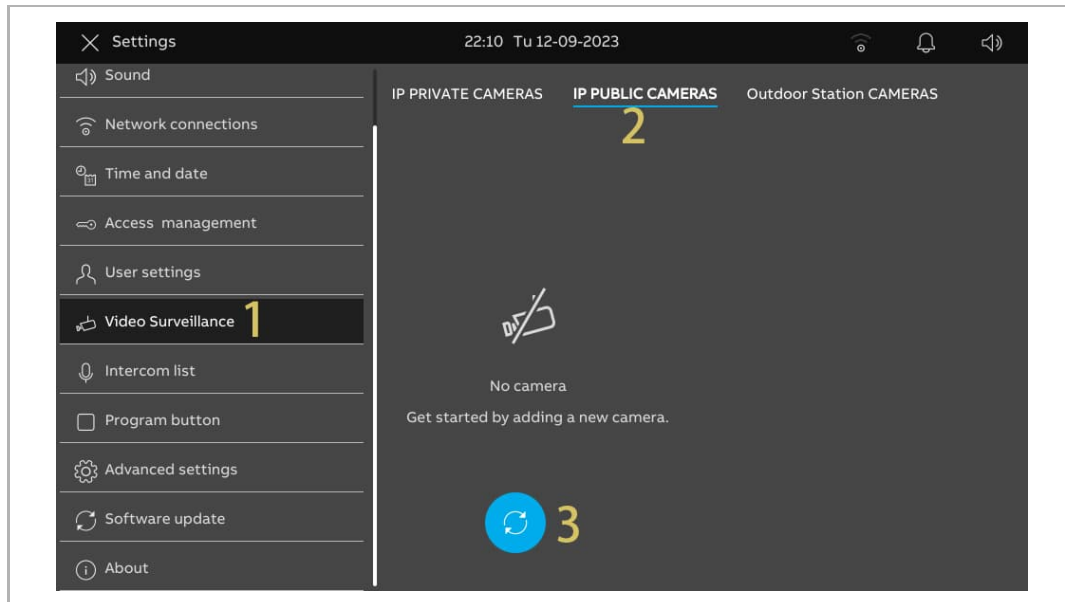 Settings
22:10 Tu 12-09-2023
Sound
Network connections
Time and date
Access management
User settings
Video Surveillance
1
Intercom list
Program button
Advanced settings
Software update
About
IP PRIVATE CAMERAS
IP PUBLIC CAMERAS
Outdoor Station CAMERAS
2
No camera
Get started by adding a new camera.
3